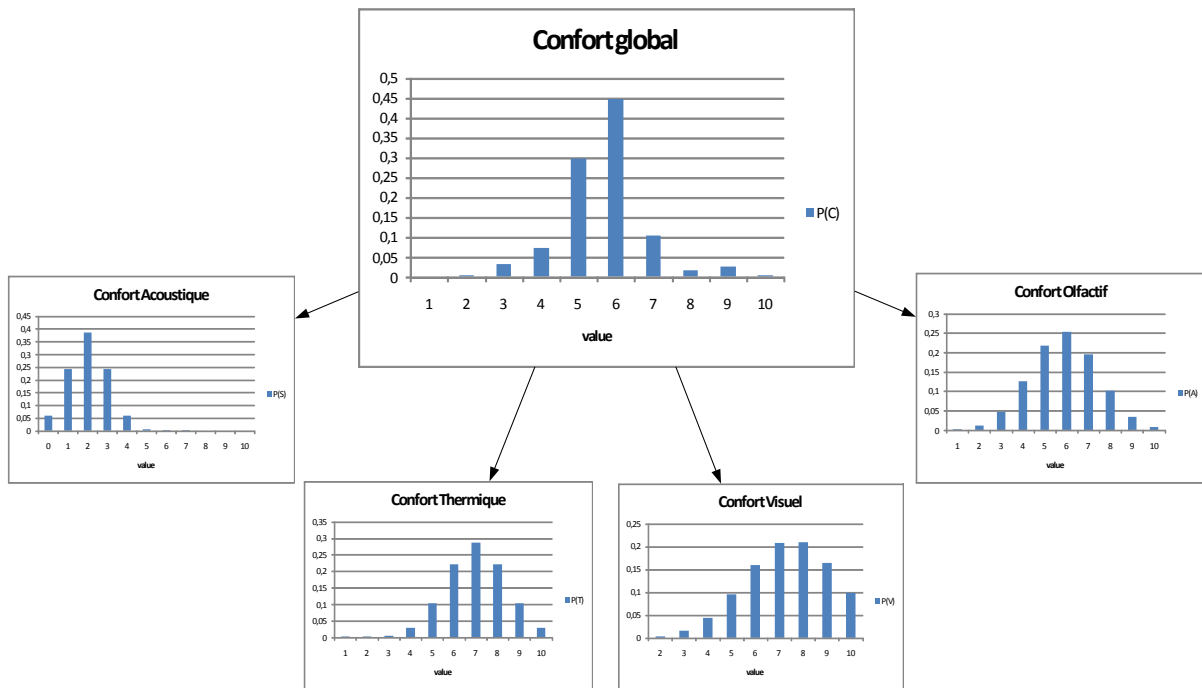 Confort global
0,5
0,45
0,4
0,35
0,3
0,25
0,2
0,15
0,1
0,05
0
1 2 3 4 5 6 7 8 9 10
value
P(C)
Confort Acoustique
0,45
0,4
0,35
0,3
0,25
0,2
0,15
0,1
0,05
0
0 1 2 3 4 5 6 7 8 9 10
value
P(S)
Confort Olfactif
0,3
0,25
0,2
0,15
0,1
0,05
0
1 2 3 4 5 6 7 8 9 10
value
P(A)
Confort Thermique
0,35
0,3
0,25
0,2
0,15
0,1
0,05
0
1 2 3 4 5 6 7 8 9 10
value
P(T)
Confort Visuel
0,25
0,2
0,15
0,1
0,05
0
2 3 4 5 6 7 8 9 10
value
P(V)